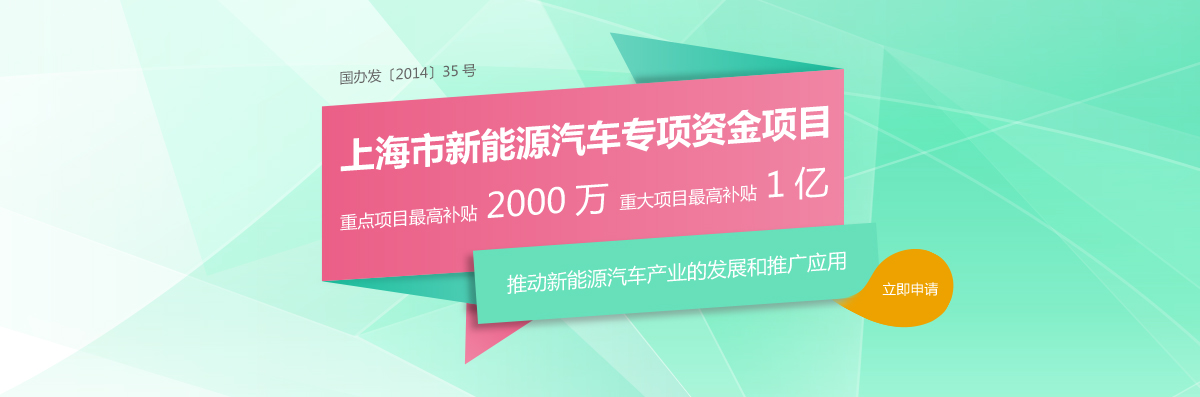 国办发〔2014〕35 号
上海市新能源汽车专项资金项目
重点项目最高补贴 2000 万 重大项目最高补贴 1 亿
推动新能源汽车产业的发展和推广应用
立即申请